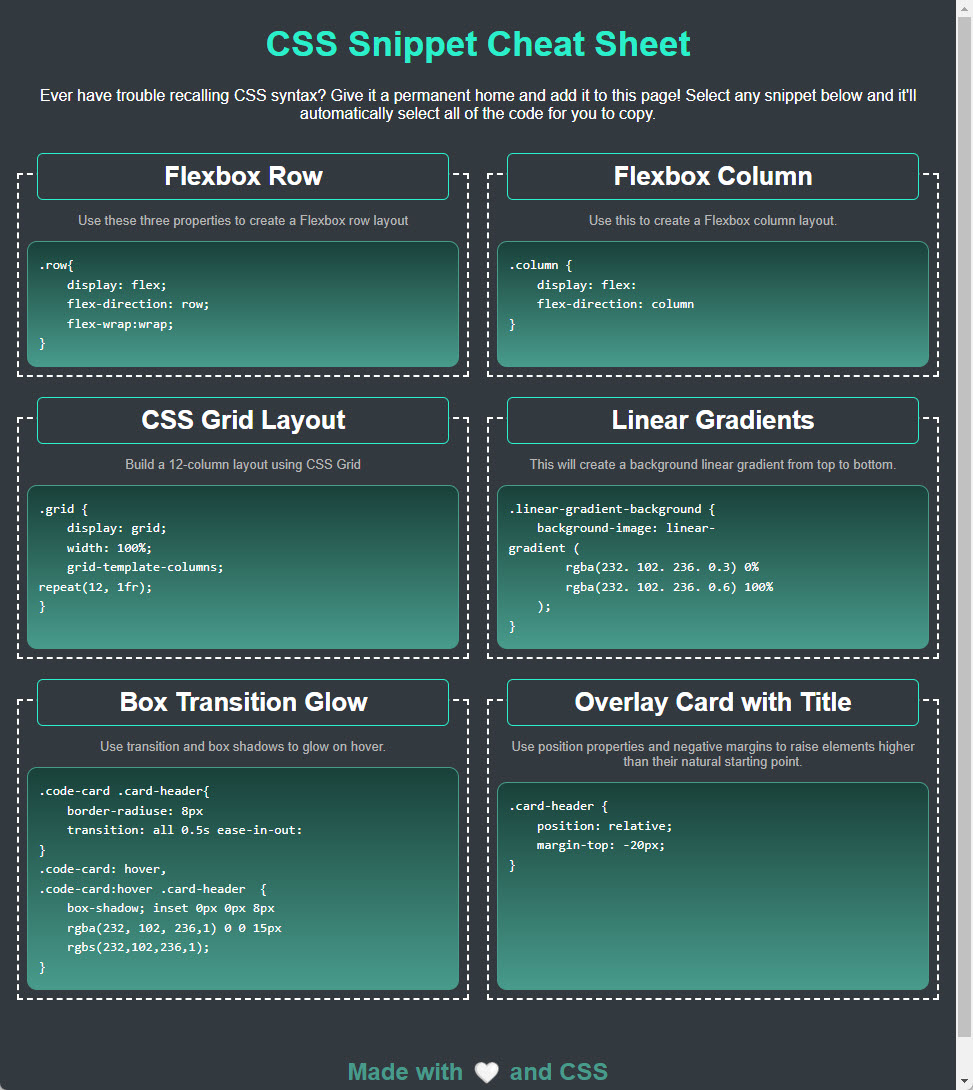 CSS Snippet Cheat Sheet
Ever have trouble recalling CSS syntax? Give it a permanent home and add it to this page! Select any snippet below and it'll
automatically select all of the code for you to copy.
Flexbox Row
Use these three properties to create a Flexbox row layout
.row{
    display: flex;
    flex-direction: row;
    flex-wrap:wrap;
}
Flexbox Column
Use this to create a Flexbox column layout.
.column {
    display: flex:
    flex-direction: column
}
CSS Grid Layout
Build a 12-column layout using CSS Grid
.grid {
    display: grid;
    width: 100%;
    grid-template-columns;
repeat(12, 1fr);
}
Linear Gradients
This will create a background linear gradient from top to bottom.
.linear-gradient-background {
    background-image: linear-
gradient (
        rgba(232. 102. 236. 0.3) 0%
        rgba(232. 102. 236. 0.6) 100%
    );
}
Box Transition Glow
Use transition and box shadows to glow on hover.
.code-card .card-header{
    border-radiuse: 8px
    transition: all 0.5s ease-in-out:
}
.code-card: hover,
.code-card:hover .card-header  {
    box-shadow; inset 0px 0px 8px
    rgba(232, 102, 236,1) 0 0 15px
    rgbs(232,102,236,1);
}
Overlay Card with Title
Use position properties and negative margins to raise elements higher
than their natural starting point.
.card-header {
    position: relative;
    margin-top: -20px;
}
Made with 🤍 and CSS